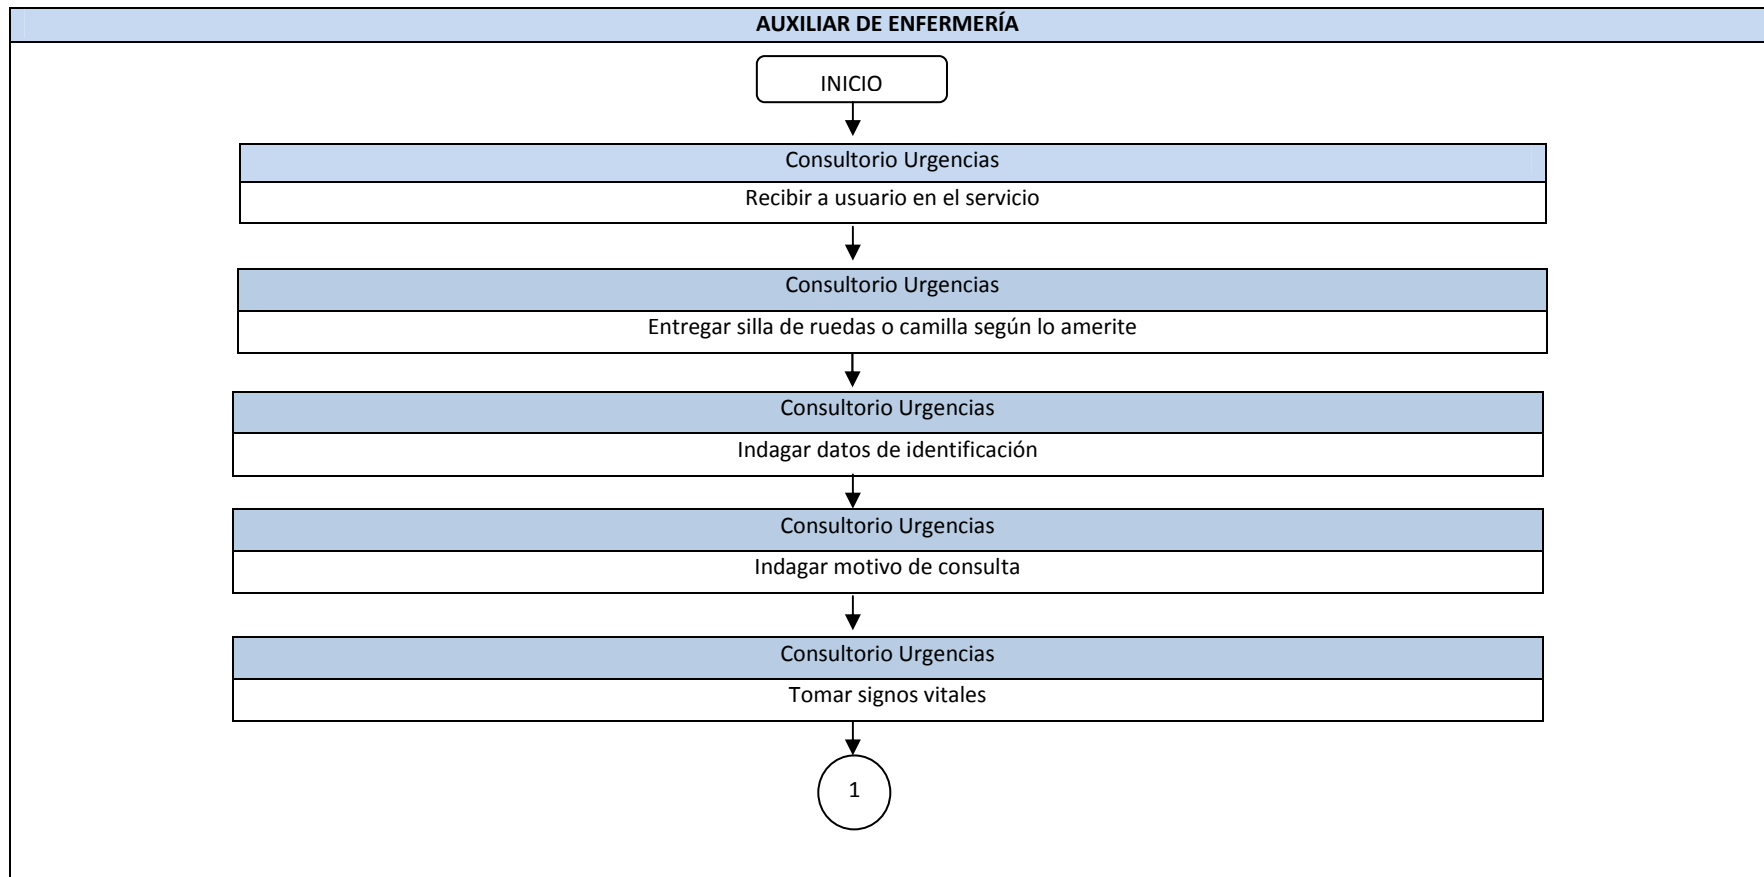 AUXILIAR DE ENFERMERÍA
INICIO
Consultorio Urgencias
Recibir a usuario en el servicio
Consultorio Urgencias
Entregar silla de ruedas o camilla según lo amerite
Consultorio Urgencias
Indagar datos de identificación
Consultorio Urgencias
Indagar motivo de consulta
Consultorio Urgencias
Tomar signos vitales
1